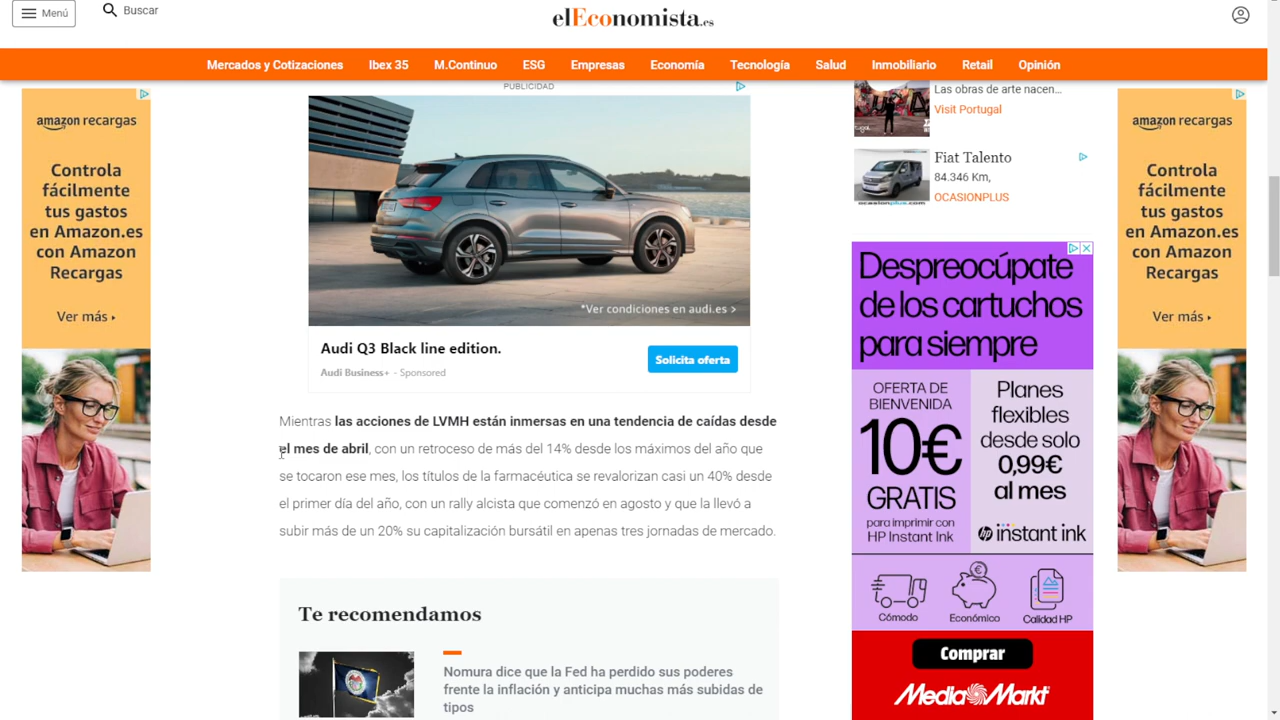 Menú
Buscar
elEconomista.es
Mercados y Cotizaciones Ibex 35 M.Continuo ESG Empresas Economía Tecnología Salud Inmobiliario Retail Opinión
amazon recargas
Controla
fácilmente
tus gastos
en Amazon.es
con Amazon
Recargas
Ver más
PUBLICIDAD
*Ver condiciones en audi.es >
Audi Q3 Black line edition.
Audi Business+ - Sponsored
Solicita oferta
Mientras las acciones de LVMH están inmersas en una tendencia de caídas desde
el mes de abril, con un retroceso de más del 14% desde los máximos del año que
se tocaron ese mes, los títulos de la farmacéutica se revalorizan casi un 40% desde
el primer día del año, con un rally alcista que comenzó en agosto y que la llevó a
subir más de un 20% su capitalización bursátil en apenas tres jornadas de mercado.
Te recomendamos
Nomura dice que la Fed ha perdido sus poderes
frente la inflación y anticipa muchas más subidas de
tipos
Las obras de arte nacen...
Visit Portugal
Fiat Talento
84.346 Km,
OCASIONPLUS
ocasionplus.com
Despreocúpate
de los cartuchos
para siempre
OFERTA DE
BIENVENIDA
10€
GRATIS
para imprimir con
HP Instant Ink
Planes
flexibles
desde solo
0,99€
al mes
hp instant ink
Cómodo
Económico
Calidad HP
Comprar
MediaMarkt
amazon recargas
Controla
fácilmente
tus gastos
en Amazon.es
con Amazon
Recargas
Ver más